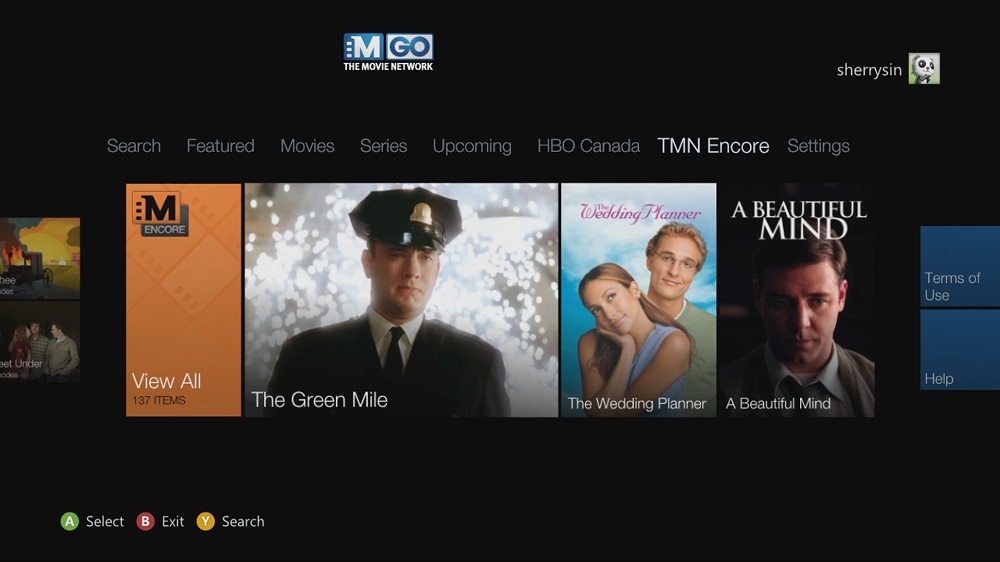 M GO
THE MOVIE NETWORK
sherrysin
Search Featured Movies Series Upcoming HBO Canada TMN Encore Settings
hee
odes
eet Under
odes
M
ENCORE
View All
137 ITEMS
The Green Mile
The Wedding Planner
The Wedding Planner
A BEAUTIFUL
MIND
A Beautiful Mind
Terms of
Use
Help
A Select B Exit Y Search